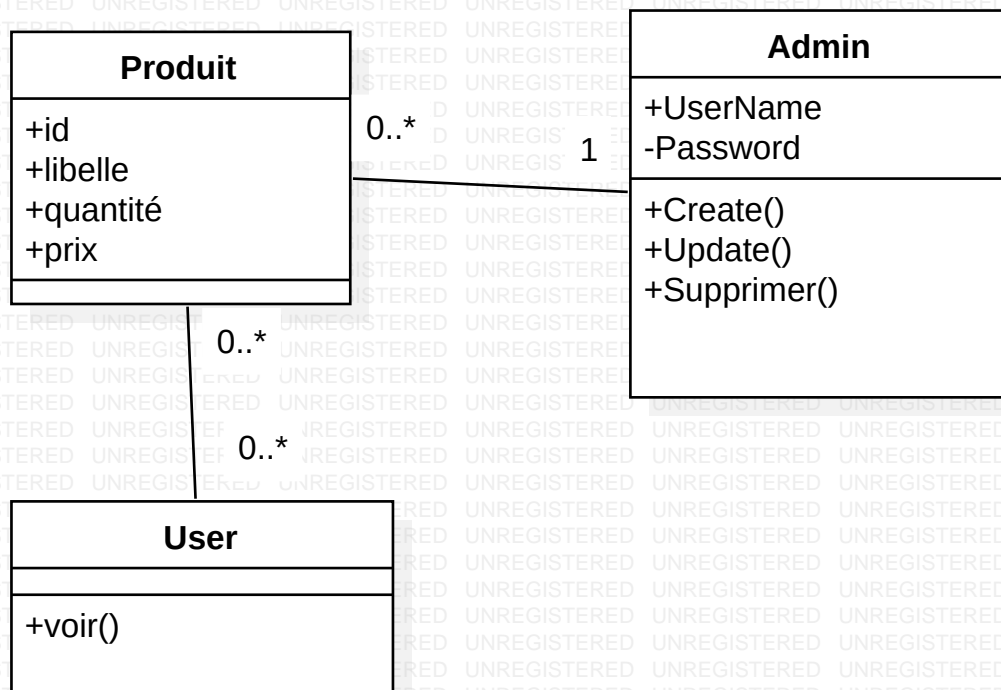 Produit
+id
+libelle
+quantité
+prix
0..*
1
Admin
+UserName
-Password
+Create()
+Update()
+Supprimer()
0..*
0..*
User
+voir()
UNREGISTERED